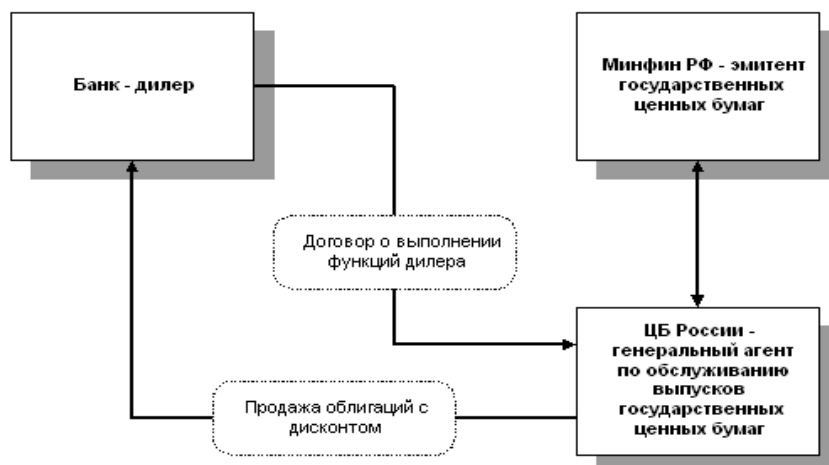 Банк - дилер
Минфин РФ - эмитент
государственных
ценных бумаг
Договор о выполнении
функций дилера
ЦБ России -
генеральный агент
по обслуживанию
выпусков
государственных
ценных бумаг
Продажа облигаций с
дисконтом